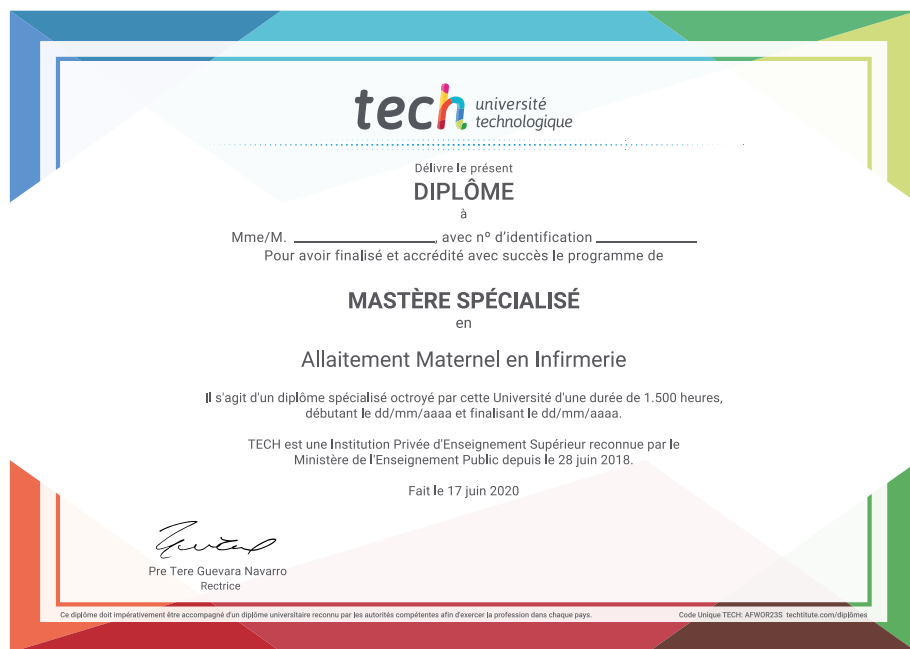 tech université
technologique
Délivre le présent
DIPLÔME
à
Mme/M. ____________, avec nº d'identification ____________
Pour avoir finalisé et accrédité avec succès le programme de
MASTÈRE SPÉCIALISÉ
en
Allaitement Maternel en Infirmerie
Il s'agit d'un diplôme spécialisé octroyé par cette Université d'une durée de 1.500 heures,
débutant le dd/mm/aaaa et finalisant le dd/mm/aaaa.
TECH est une Institution Privée d'Enseignement Supérieur reconnue par le
Ministère de l'Enseignement Public depuis le 28 juin 2018.
Fait le 17 juin 2020
Pre Tere Guevara Navarro
Rectrice
Ce diplôme doit impérativement être accompagné d'un diplôme universitaire reconnu par les autorités compétentes afin d'exercer la profession dans chaque pays.
Code Unique TECH: AFWOR23S techtitute.com/diplômes